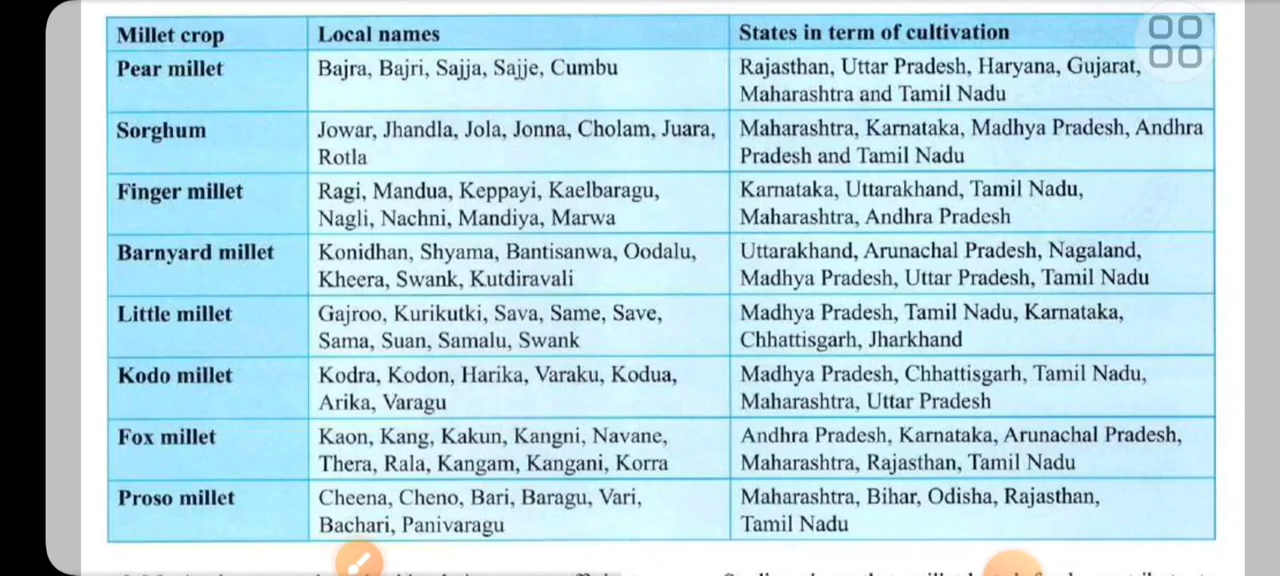 Millet crop Local names States in term of cultivation
Pear millet Bajra, Bajri, Sajja, Sajje, Cumbu Rajasthan, Uttar Pradesh, Haryana, Gujarat,
Maharashtra and Tamil Nadu
Sorghum Jowar, Jhandla, Jola, Jonna, Cholam, Juara, Maharashtra, Karnataka, Madhya Pradesh, Andhra
Rotla Pradesh and Tamil Nadu
Finger millet Ragi, Mandua, Keppayi, Kaelbaragu, Karnataka, Uttarakhand, Tamil Nadu,
Nagli, Nachni, Mandiya, Marwa Maharashtra, Andhra Pradesh
Barnyard millet Konidhan, Shyama, Bantisanwa, Oodalu, Uttarakhand, Arunachal Pradesh, Nagaland,
Kheera, Swank, Kutdiravali Madhya Pradesh, Uttar Pradesh, Tamil Nadu
Little millet Gajroo, Kurikutki, Sava, Same, Save, Madhya Pradesh, Tamil Nadu, Karnataka,
Sama, Suan, Samalu, Swank Chhattisgarh, Jharkhand
Kodo millet Kodra, Kodon, Harika, Varaku, Kodua, Madhya Pradesh, Chhattisgarh, Tamil Nadu,
Arika, Varagu Maharashtra, Uttar Pradesh
Fox millet Kaon, Kang, Kakun, Kangni, Navane, Andhra Pradesh, Karnataka, Arunachal Pradesh,
Thera, Rala, Kangam, Kangani, Korra Maharashtra, Rajasthan, Tamil Nadu
Proso millet Cheena, Cheno, Bari, Baragu, Vari, Maharashtra, Bihar, Odisha, Rajasthan,
Bachari, Panivaragu Tamil Nadu